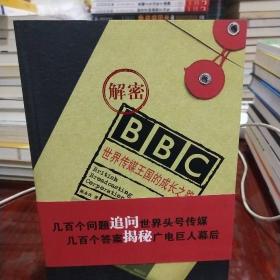 解密
BBC
世界传媒王国的成长之路
British
Broadcasting
Corporation
几百个问题追问世界头号传媒
几百个答案揭秘广电巨人幕后